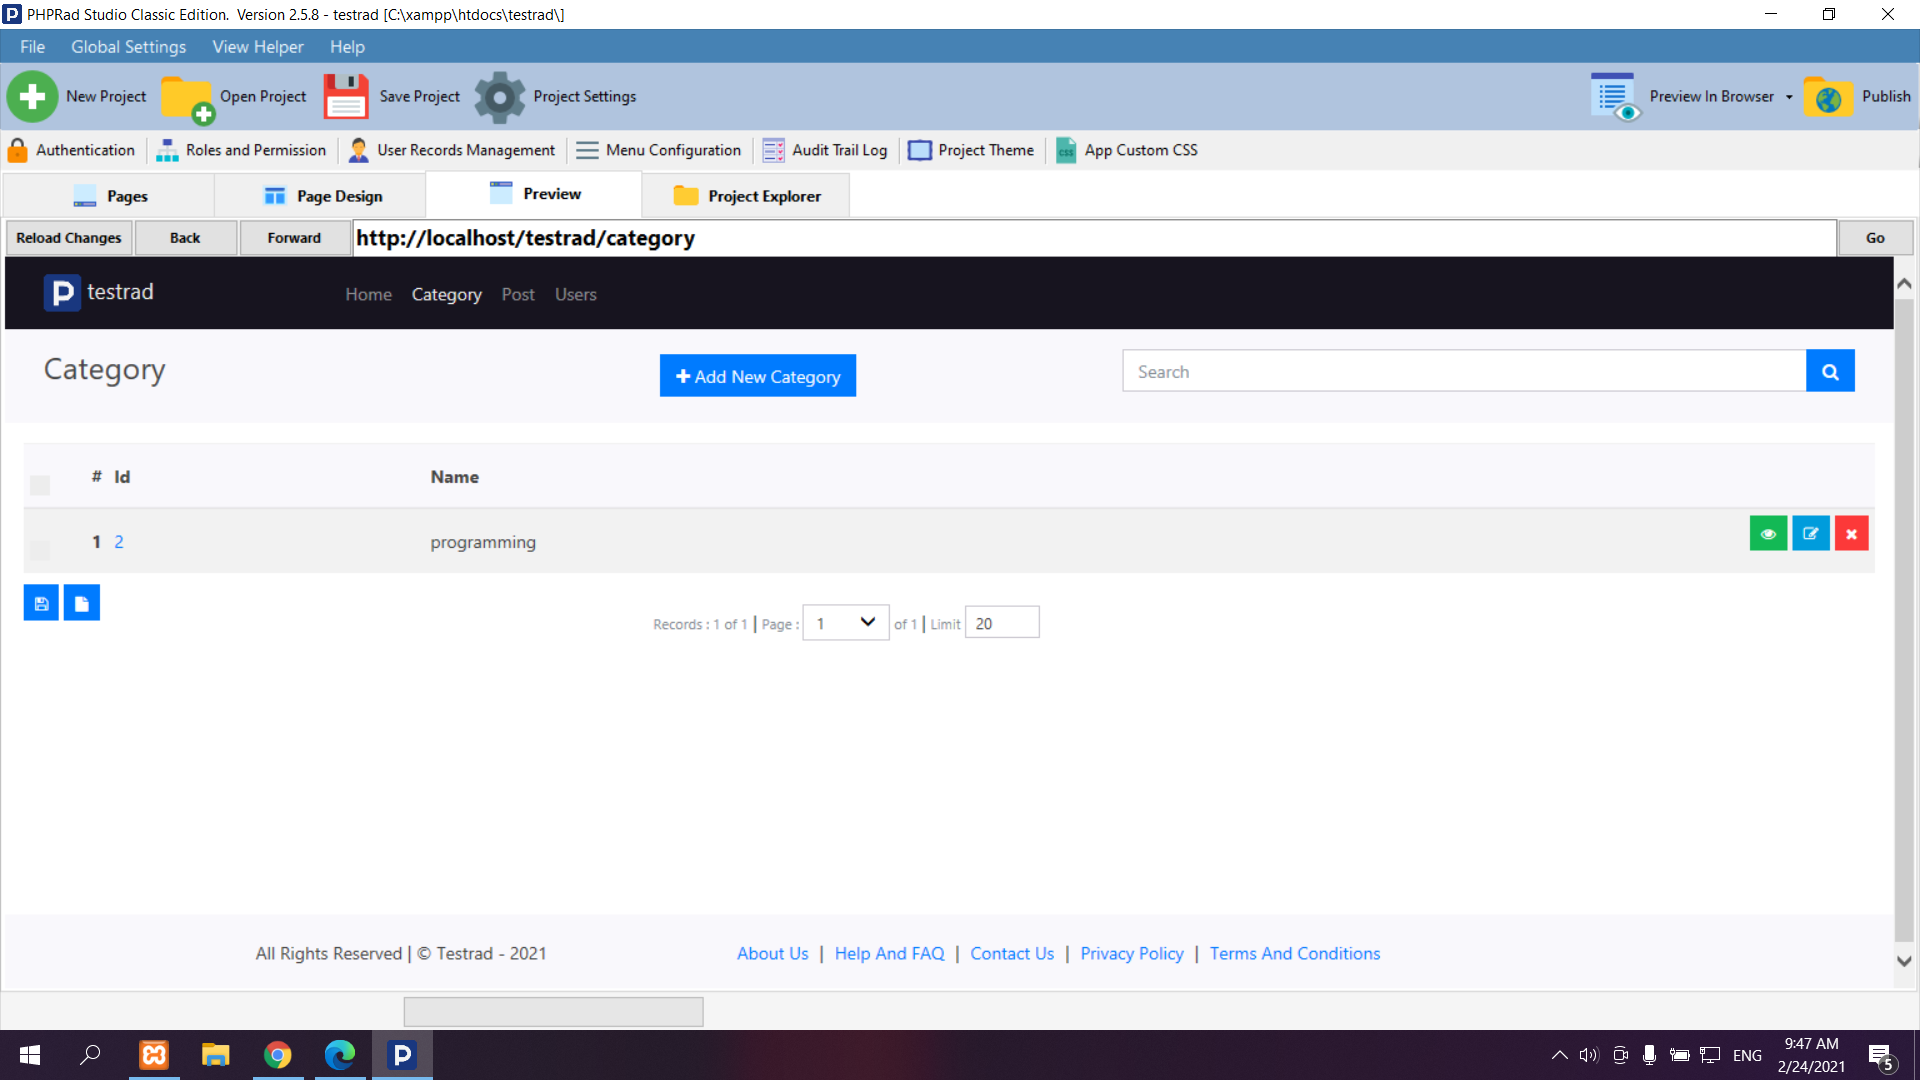 PHPRad Studio Classic Edition.  Version 2.5.8 - testrad [C:\xampp\htdocs\testrad\]
File Global Settings View Helper Help
New Project Open Project Save Project Project Settings Preview In Browser Publish
Authentication Roles and Permission User Records Management Menu Configuration Audit Trail Log Project Theme css App Custom CSS
Pages Page Design Preview Project Explorer
Reload Changes Back Forward http://localhost/testrad/category Go
P testrad Home Category Post Users
Category Add New Category Search
# Id Name
1 2 programming
Records : 1 of 1 | Page : 1 of 1 | Limit 20
All Rights Reserved | © Testrad - 2021 About Us | Help And FAQ | Contact Us | Privacy Policy | Terms And Conditions
ENG 9:47 AM
2/24/2021 5